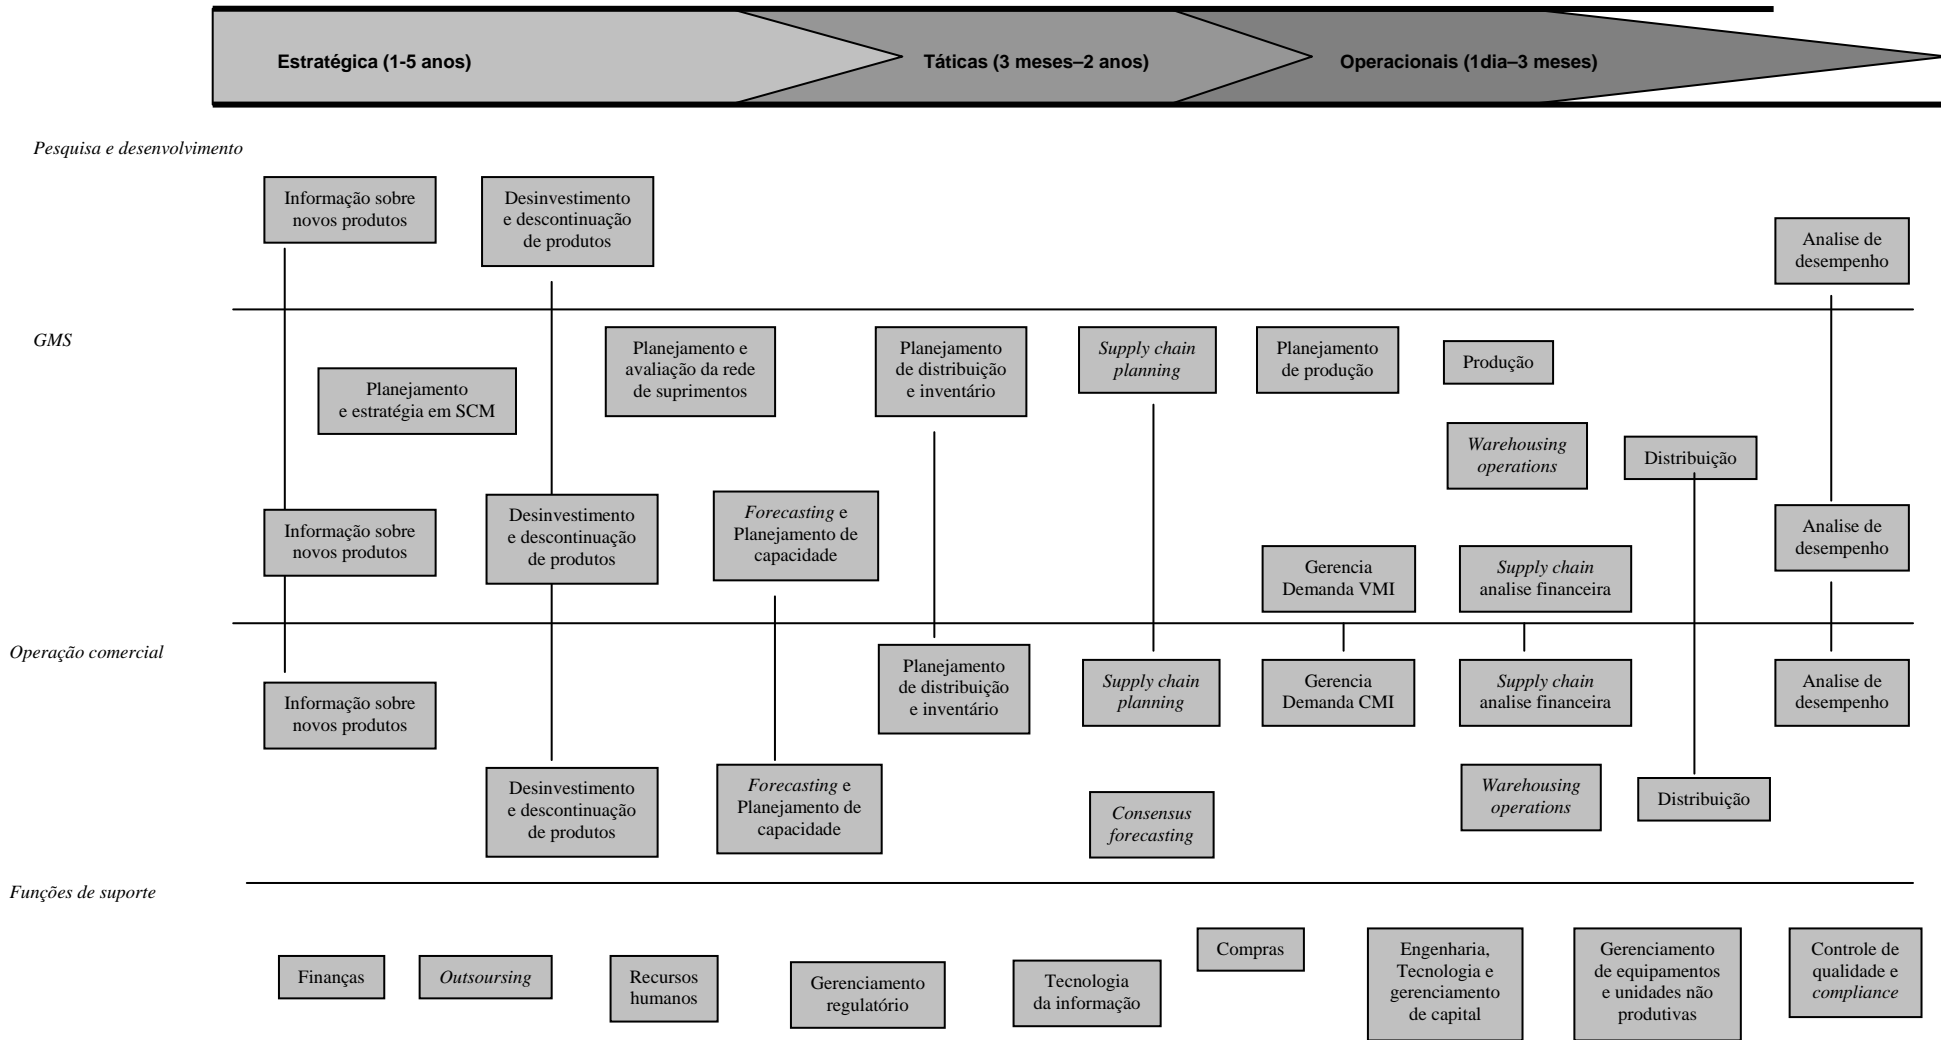 Estratégica (1-5 anos)
Táticas (3 meses–2 anos)
Operacionais (1dia–3 meses)
Pesquisa e desenvolvimento
Informação sobre
novos produtos
Desinvestimento
e descontinuação
de produtos
Analise de
desempenho
GMS
Planejamento
e estratégia em SCM
Planejamento e
avaliação da rede
de suprimentos
Planejamento
de distribuição
e inventário
Supply chain
planning
Planejamento
de produção
Produção
Warehousing
operations
Distribuição
Informação sobre
novos produtos
Desinvestimento
e descontinuação
de produtos
Forecasting e
Planejamento de
capacidade
Gerencia
Demanda VMI
Supply chain
analise financeira
Analise de
desempenho
Operação comercial
Informação sobre
novos produtos
Desinvestimento
e descontinuação
de produtos
Forecasting e
Planejamento de
capacidade
Planejamento
de distribuição
e inventário
Supply chain
planning
Consensus
forecasting
Gerencia
Demanda CMI
Supply chain
analise financeira
Warehousing
operations
Distribuição
Analise de
desempenho
Funções de suporte
Finanças
Outsoursing
Recursos
humanos
Gerenciamento
regulatório
Tecnologia
da informação
Compras
Engenharia,
Tecnologia e
gerenciamento
de capital
Gerenciamento
de equipamentos
e unidades não
produtivas
Controle de
qualidade e
compliance